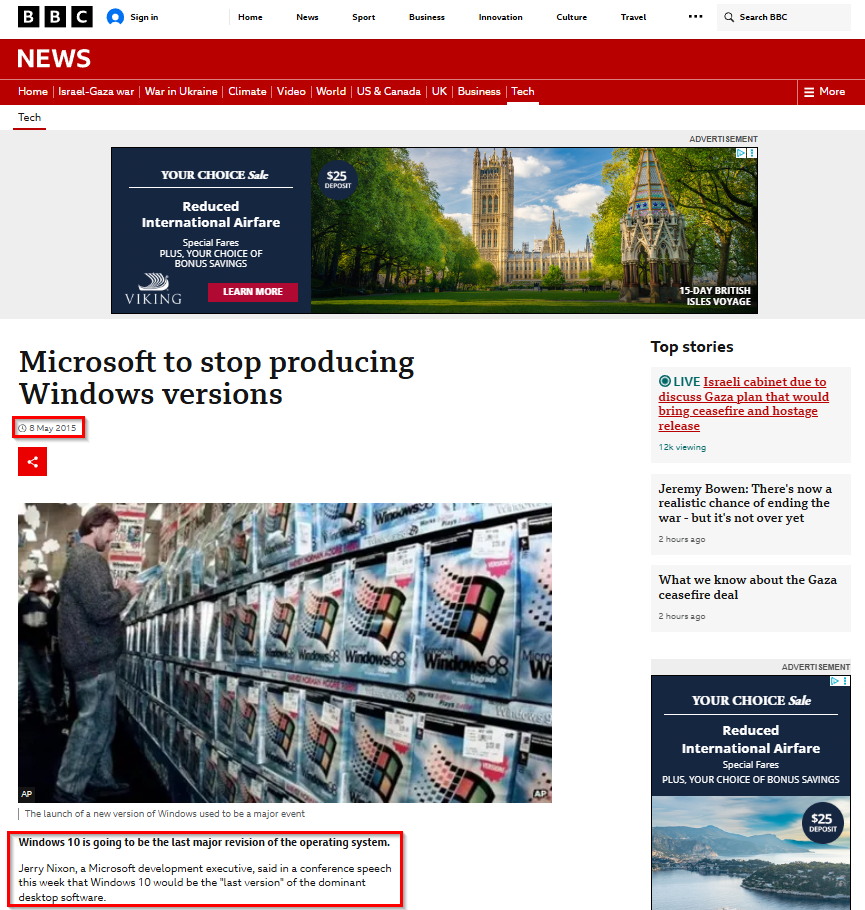 BBC
Sign in
Home
News
Sport
Business
Innovation
Culture
Travel
Search BBC
NEWS
Home
Israel-Gaza war
War in Ukraine
Climate
Video
World
US & Canada
UK
Business
Tech
More
Tech
ADVERTISEMENT
YOUR CHOICE Sale
Reduced
International Airfare
Special Fares
PLUS, YOUR CHOICE OF
BONUS SAVINGS
VIKING
LEARN MORE
$25
DEPOSIT
15-DAY BRITISH
ISLES VOYAGE
Microsoft to stop producing
Windows versions
8 May 2015
Windows98
Windows98
Windows98
Upgrade
AP
AP
The launch of a new version of Windows used to be a major event
Windows 10 is going to be the last major revision of the operating system.
Jerry Nixon, a Microsoft development executive, said in a conference speech
this week that Windows 10 would be the "last version" of the dominant
desktop software.
Top stories
LIVE Israeli cabinet due to
discuss Gaza plan that would
bring ceasefire and hostage
release
12k viewing
Jeremy Bowen: There's now a
realistic chance of ending the
war - but it's not over yet
2 hours ago
What we know about the Gaza
ceasefire deal
2 hours ago
ADVERTISEMENT
YOUR CHOICE Sale
Reduced
International Airfare
Special Fares
PLUS, YOUR CHOICE OF BONUS SAVINGS
$25
DEPOSIT